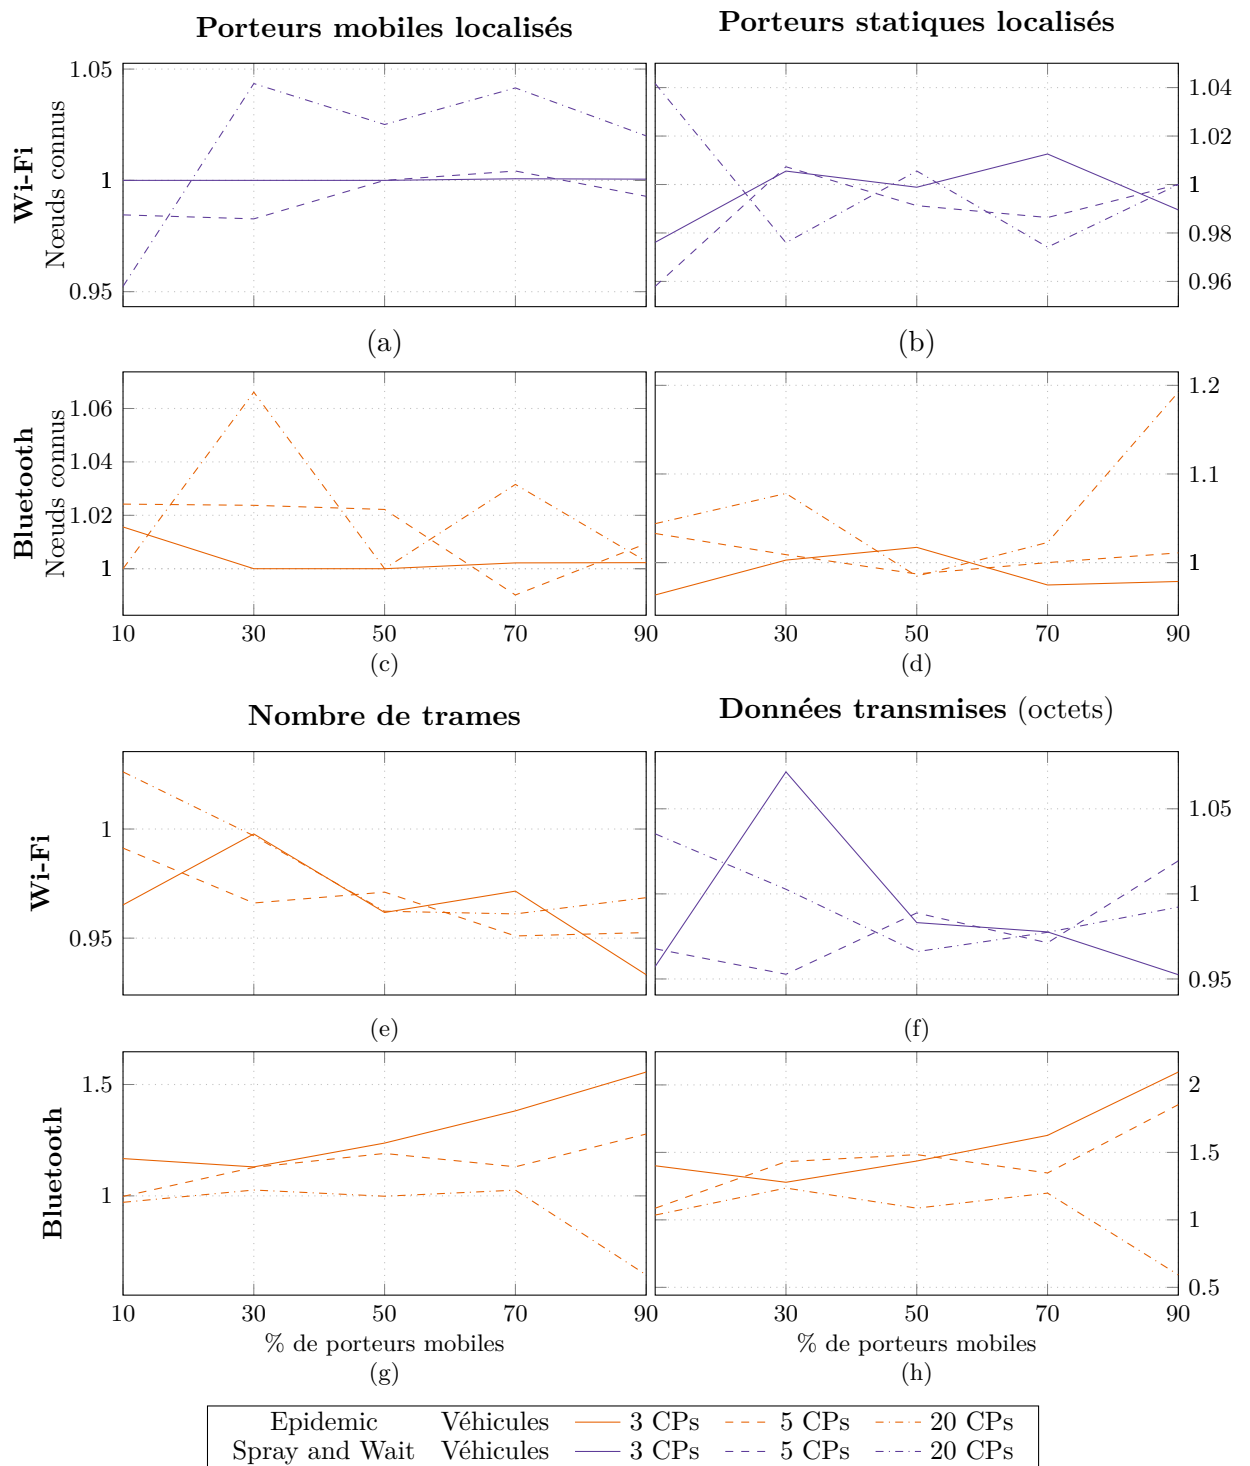 Porteurs mobiles localisés
Porteurs statiques localisés
Wi-Fi
Nœuds connus
1.05
1
0.95
1.04
1.02
1
0.98
0.96
(a)
(b)
Bluetooth
Nœuds connus
1.06
1.04
1.02
1
1.2
1.1
1
10 30 50 70 90
30 50 70 90
(c)
(d)
Nombre de trames
Données transmises (octets)
Wi-Fi
1
0.95
1.05
1
0.95
(e)
(f)
Bluetooth
1.5
1
2
1.5
1
0.5
10 30 50 70 90
30 50 70 90
% de porteurs mobiles
% de porteurs mobiles
(g)
(h)
Epidemic Véhicules 3 CPs 5 CPs 20 CPs
Spray and Wait Véhicules 3 CPs 5 CPs 20 CPs